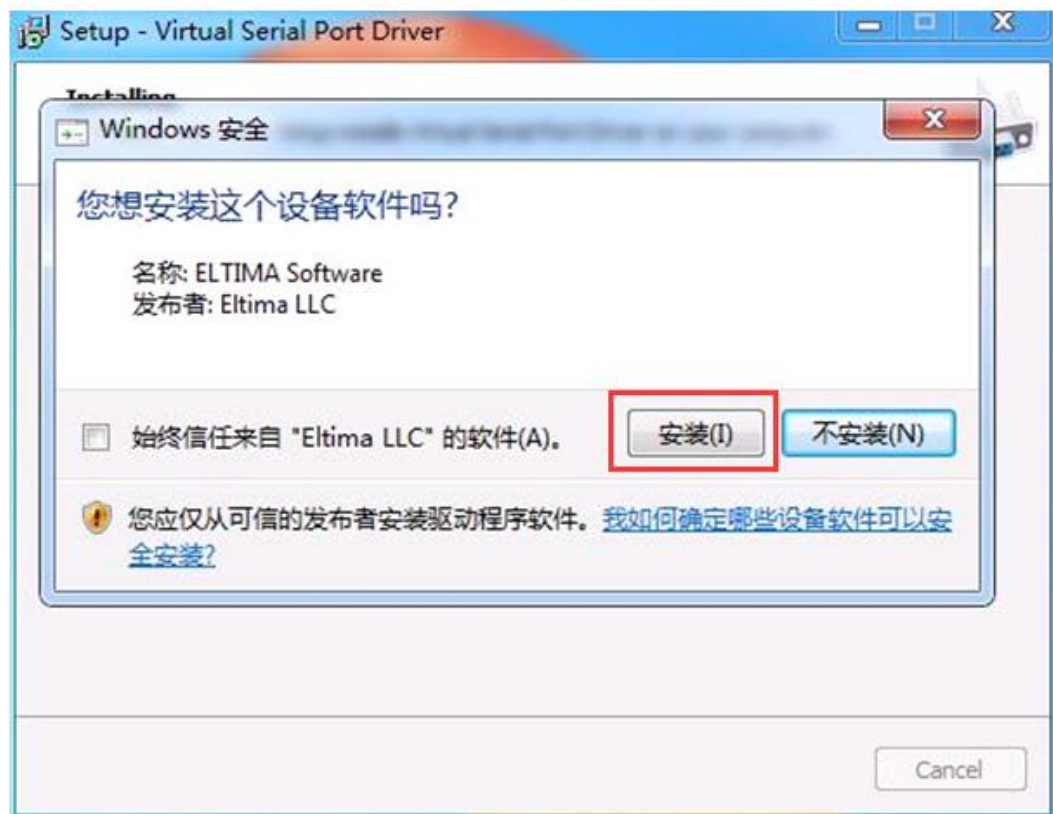 Setup - Virtual Serial Port Driver
Installing
Windows 安全
您想安装这个设备软件吗?
名称: ELTIMA Software
发布者: Eltima LLC
始终信任来自 "Eltima LLC" 的软件(A)。
安装(I)
不安装(N)
您应仅从可信的发布者安装驱动程序软件。我如何确定哪些设备软件可以安
全安装?
Cancel